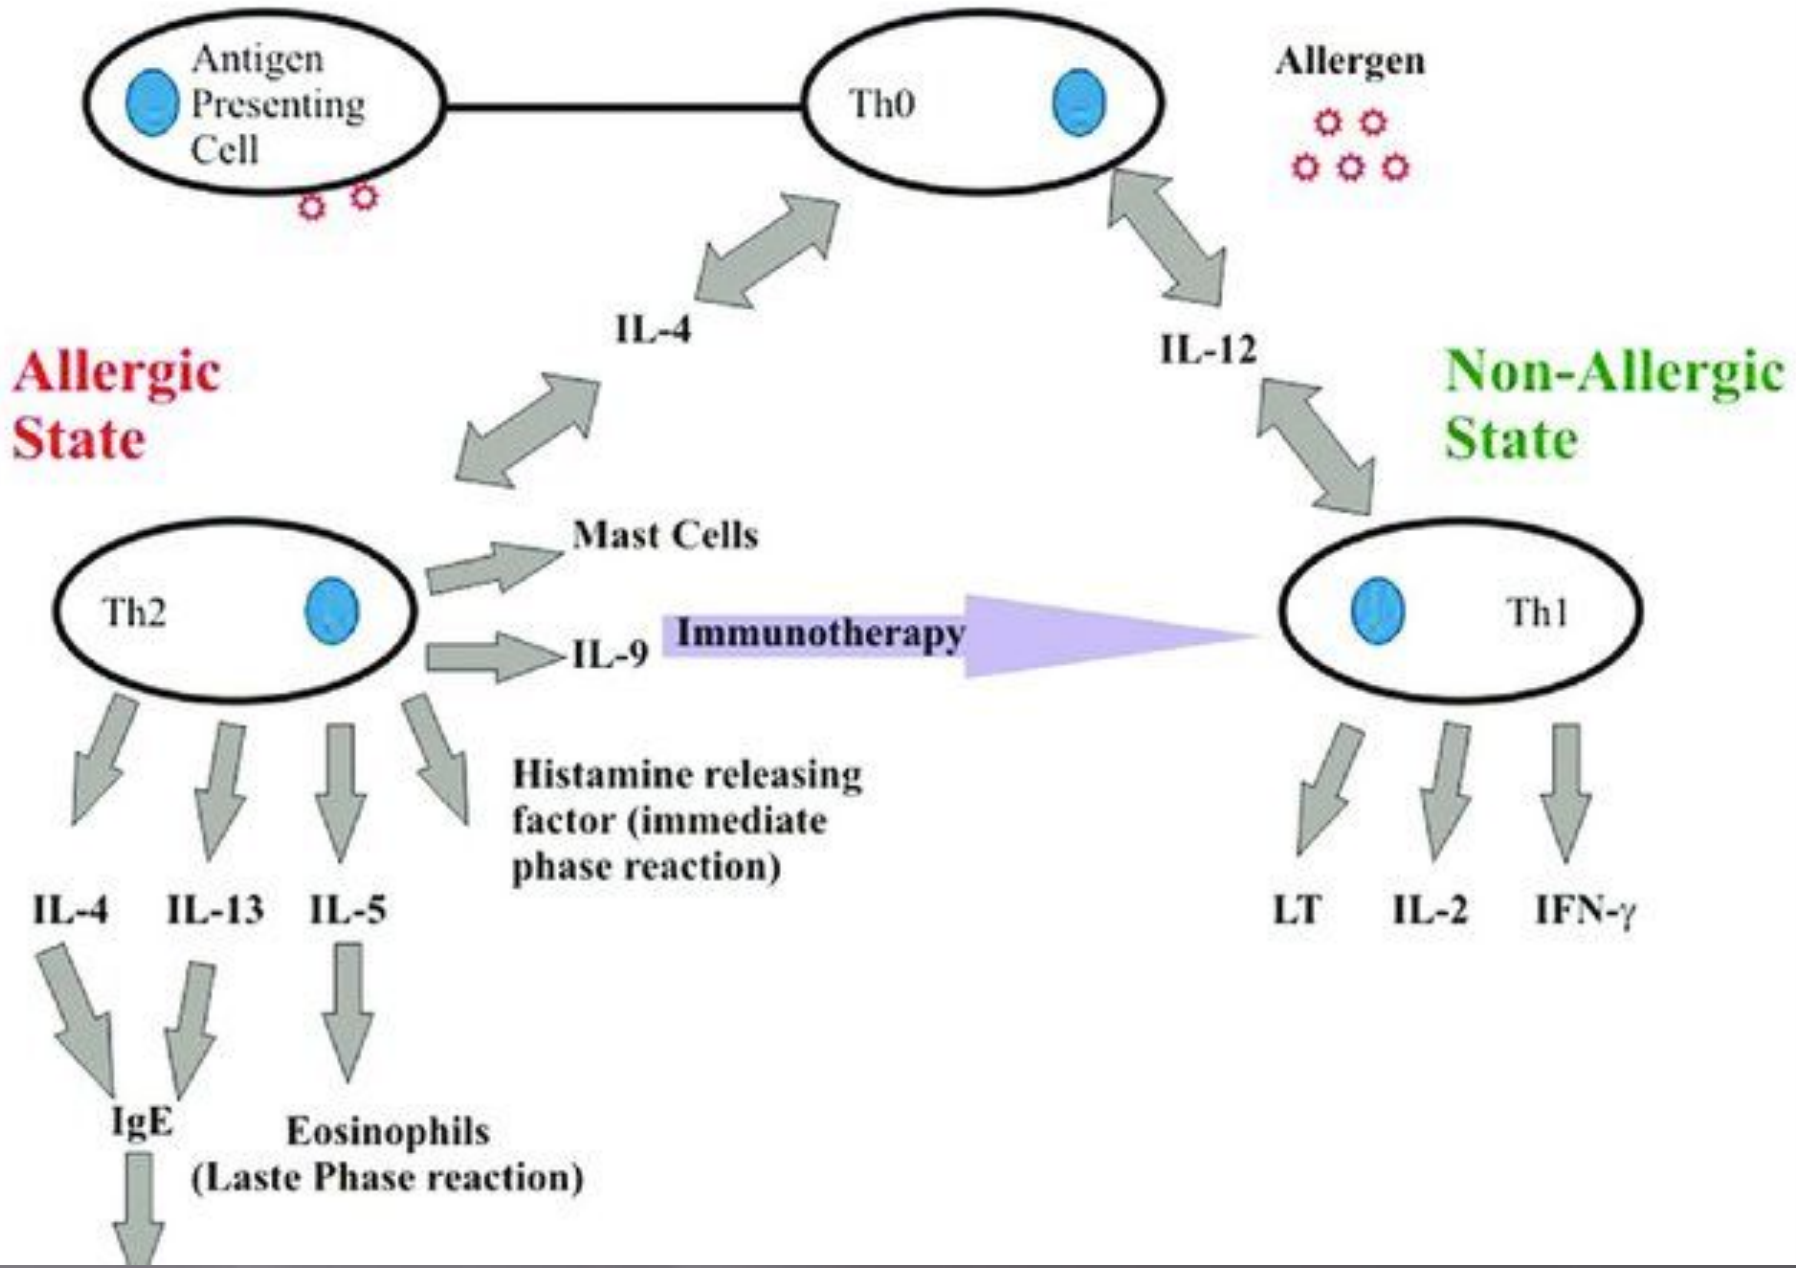 Antigen
Presenting
Cell
Th0
Allergen
IL-4
IL-12
Allergic
State
Non-Allergic
State
Mast Cells
Th2
IL-9
Immunotherapy
Th1
Histamine releasing
factor (immediate
phase reaction)
IL-4
IL-13
IL-5
LT
IL-2
IFN-γ
IgE
Eosinophils
(Laste Phase reaction)